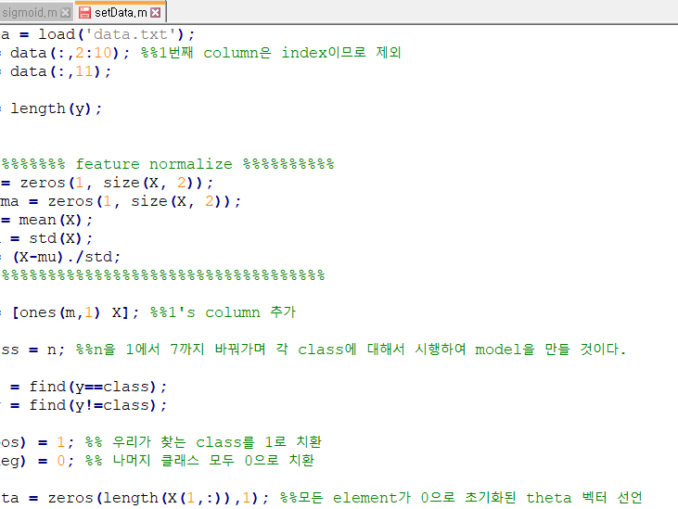 sigmoid.m setData.m
a = load('data.txt');
= data(:,2:10); %%1번째 column은 index이므로 제외
= data(:,11);
= length(y);
%%%%%%% feature normalize %%%%%%%%%%
= zeros(1, size(X, 2));
ma = zeros(1, size(X, 2));
= mean(X);
= std(X);
= (X-mu)./std;
%%%%%%%%%%%%%%%%%%%%%%%%%%%%%%%%%%%
= [ones(m,1) X]; %%1's column 추가
ss = n; %%n을 1에서 7까지 바꿔가며 각 class에 대해서 시행하여 model을 만들 것이다.
= find(y==class);
= find(y!=class);
os) = 1; %% 우리가 찾는 class를 1로 치환
eg) = 0; %% 나머지 클래스 모두 0으로 치환
ta = zeros(length(X(1,:)),1); %%모든 element가 0으로 초기화된 theta 벡터 선언